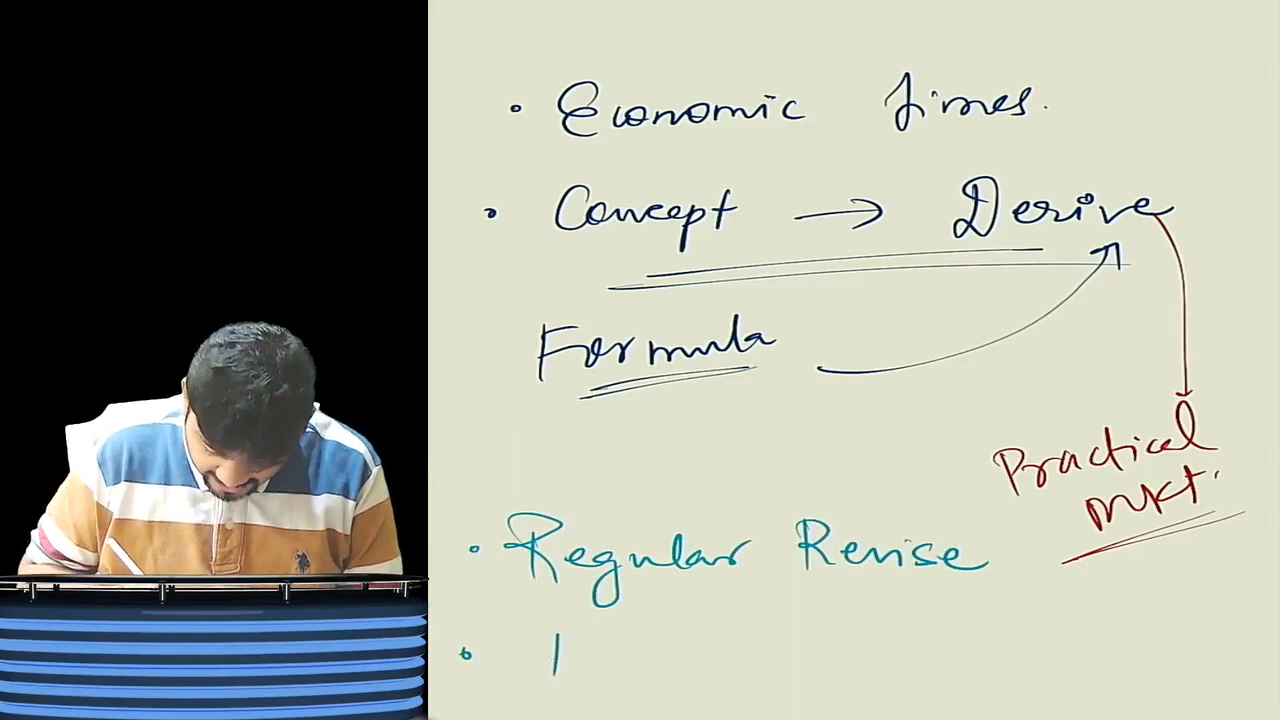 • Economic Times.
• Concept → Derive
Formula
Practical
Mkt.
• Regular Revise
•